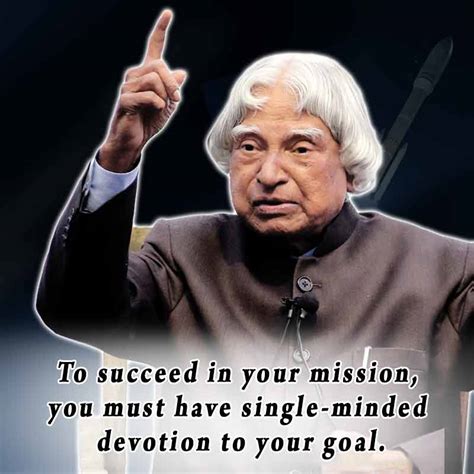 To succeed in your mission,
you must have single-minded
devotion to your goal.